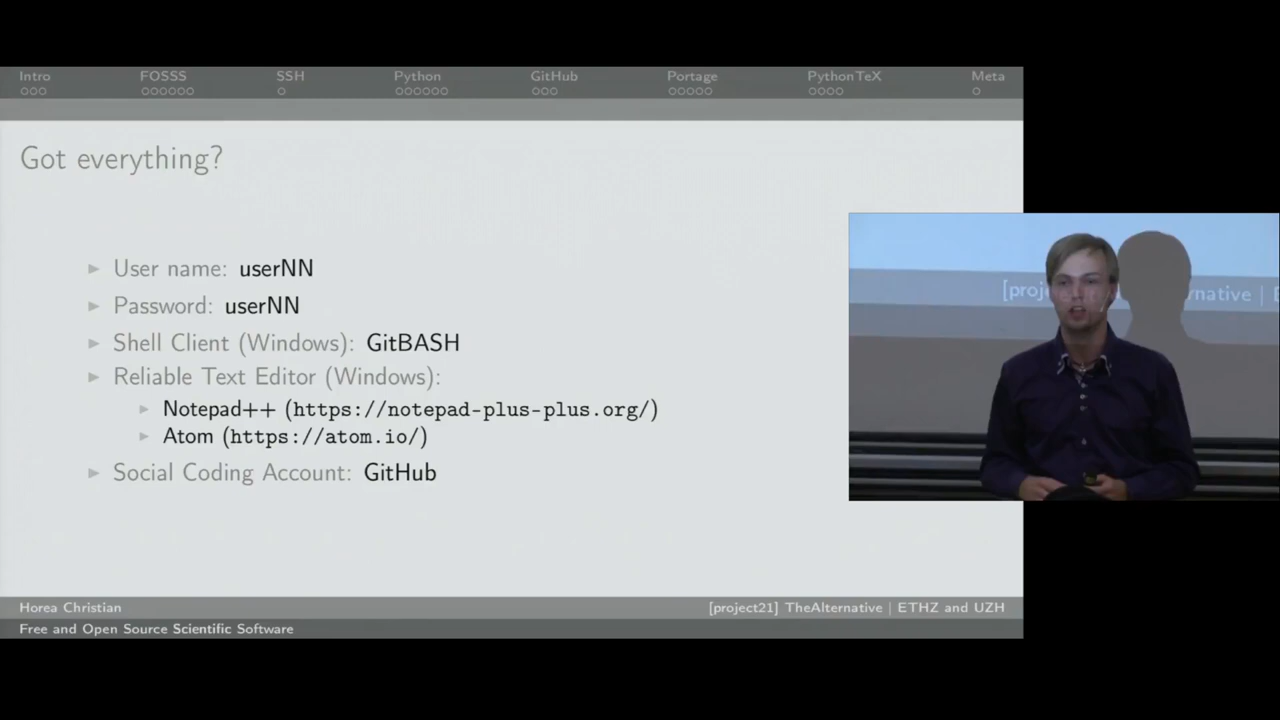 Intro FOSSS SSH Python GitHub Portage PythonTeX Meta
Got everything?
User name: userNN
Password: userNN
Shell Client (Windows): GitBASH
Reliable Text Editor (Windows):
Notepad++ (https://notepad-plus-plus.org/)
Atom (https://atom.io/)
Social Coding Account: GitHub
[proj rnative |
Horea Christian [project21] TheAlternative | ETHZ and UZH
Free and Open Source Scientific Software